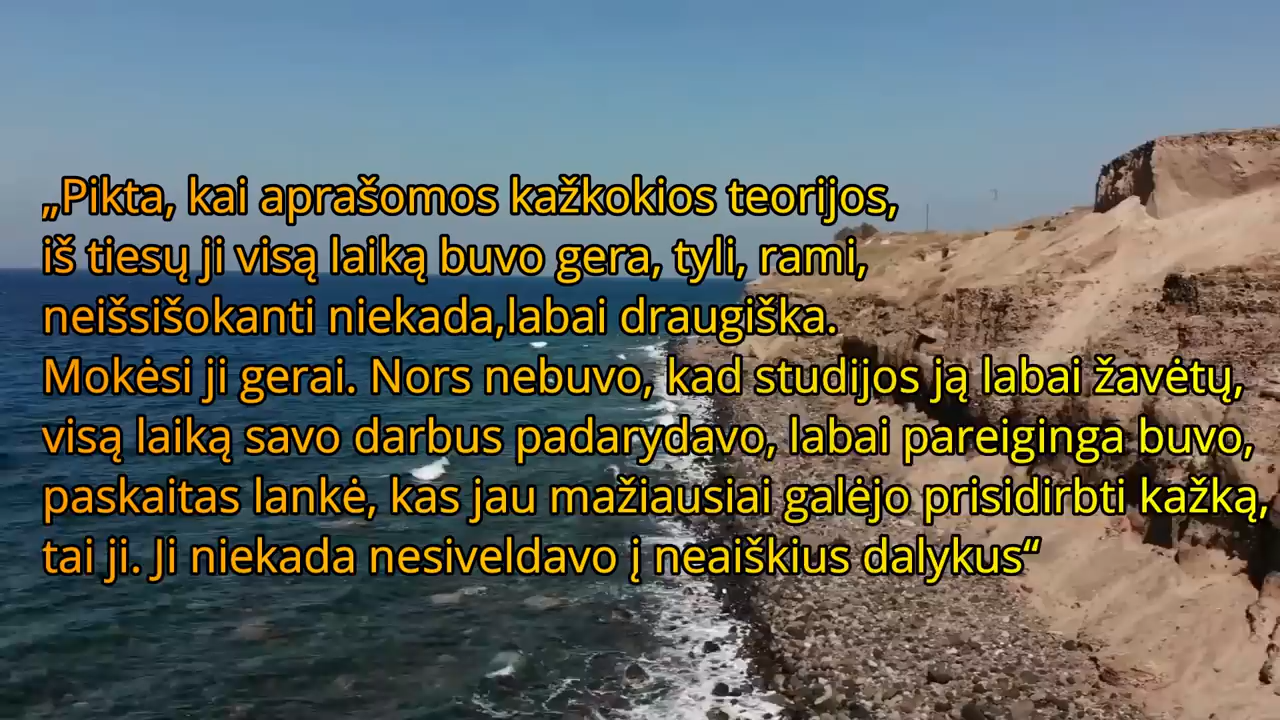 „Pikta, kai aprašomos kažkokios teorijos,
iš tiesų ji visą laiką buvo gera, tyli, rami,
neišsišokanti niekada,labai draugiška.
Mokėsi ji gerai. Nors nebuvo, kad studijos ją labai žavėtų,
visą laiką savo darbus padarydavo, labai pareiginga buvo,
paskaitas lankė, kas jau mažiausiai galėjo prisidirbti kažką,
tai ji. Ji niekada nesiveldavo į neaiškius dalykus“